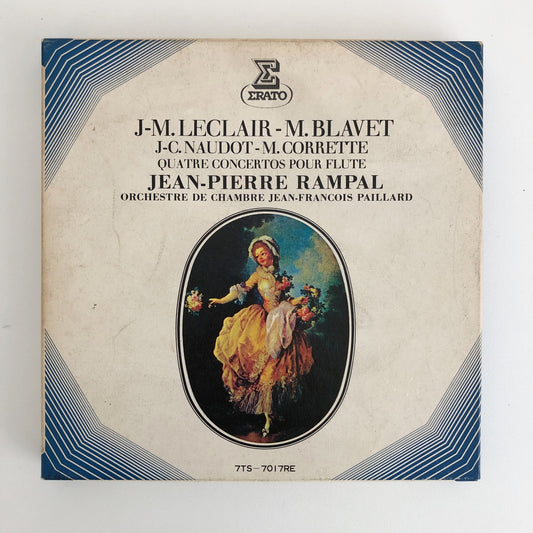 ERATO
J-M. LECLAIR - M. BLAVET
J-C. NAUDOT - M. CORRETTE
QUATRE CONCERTOS POUR FLUTE
JEAN-PIERRE RAMPAL
ORCHESTRE DE CHAMBRE JEAN-FRANCOIS PAILLARD
7TS-7017RE